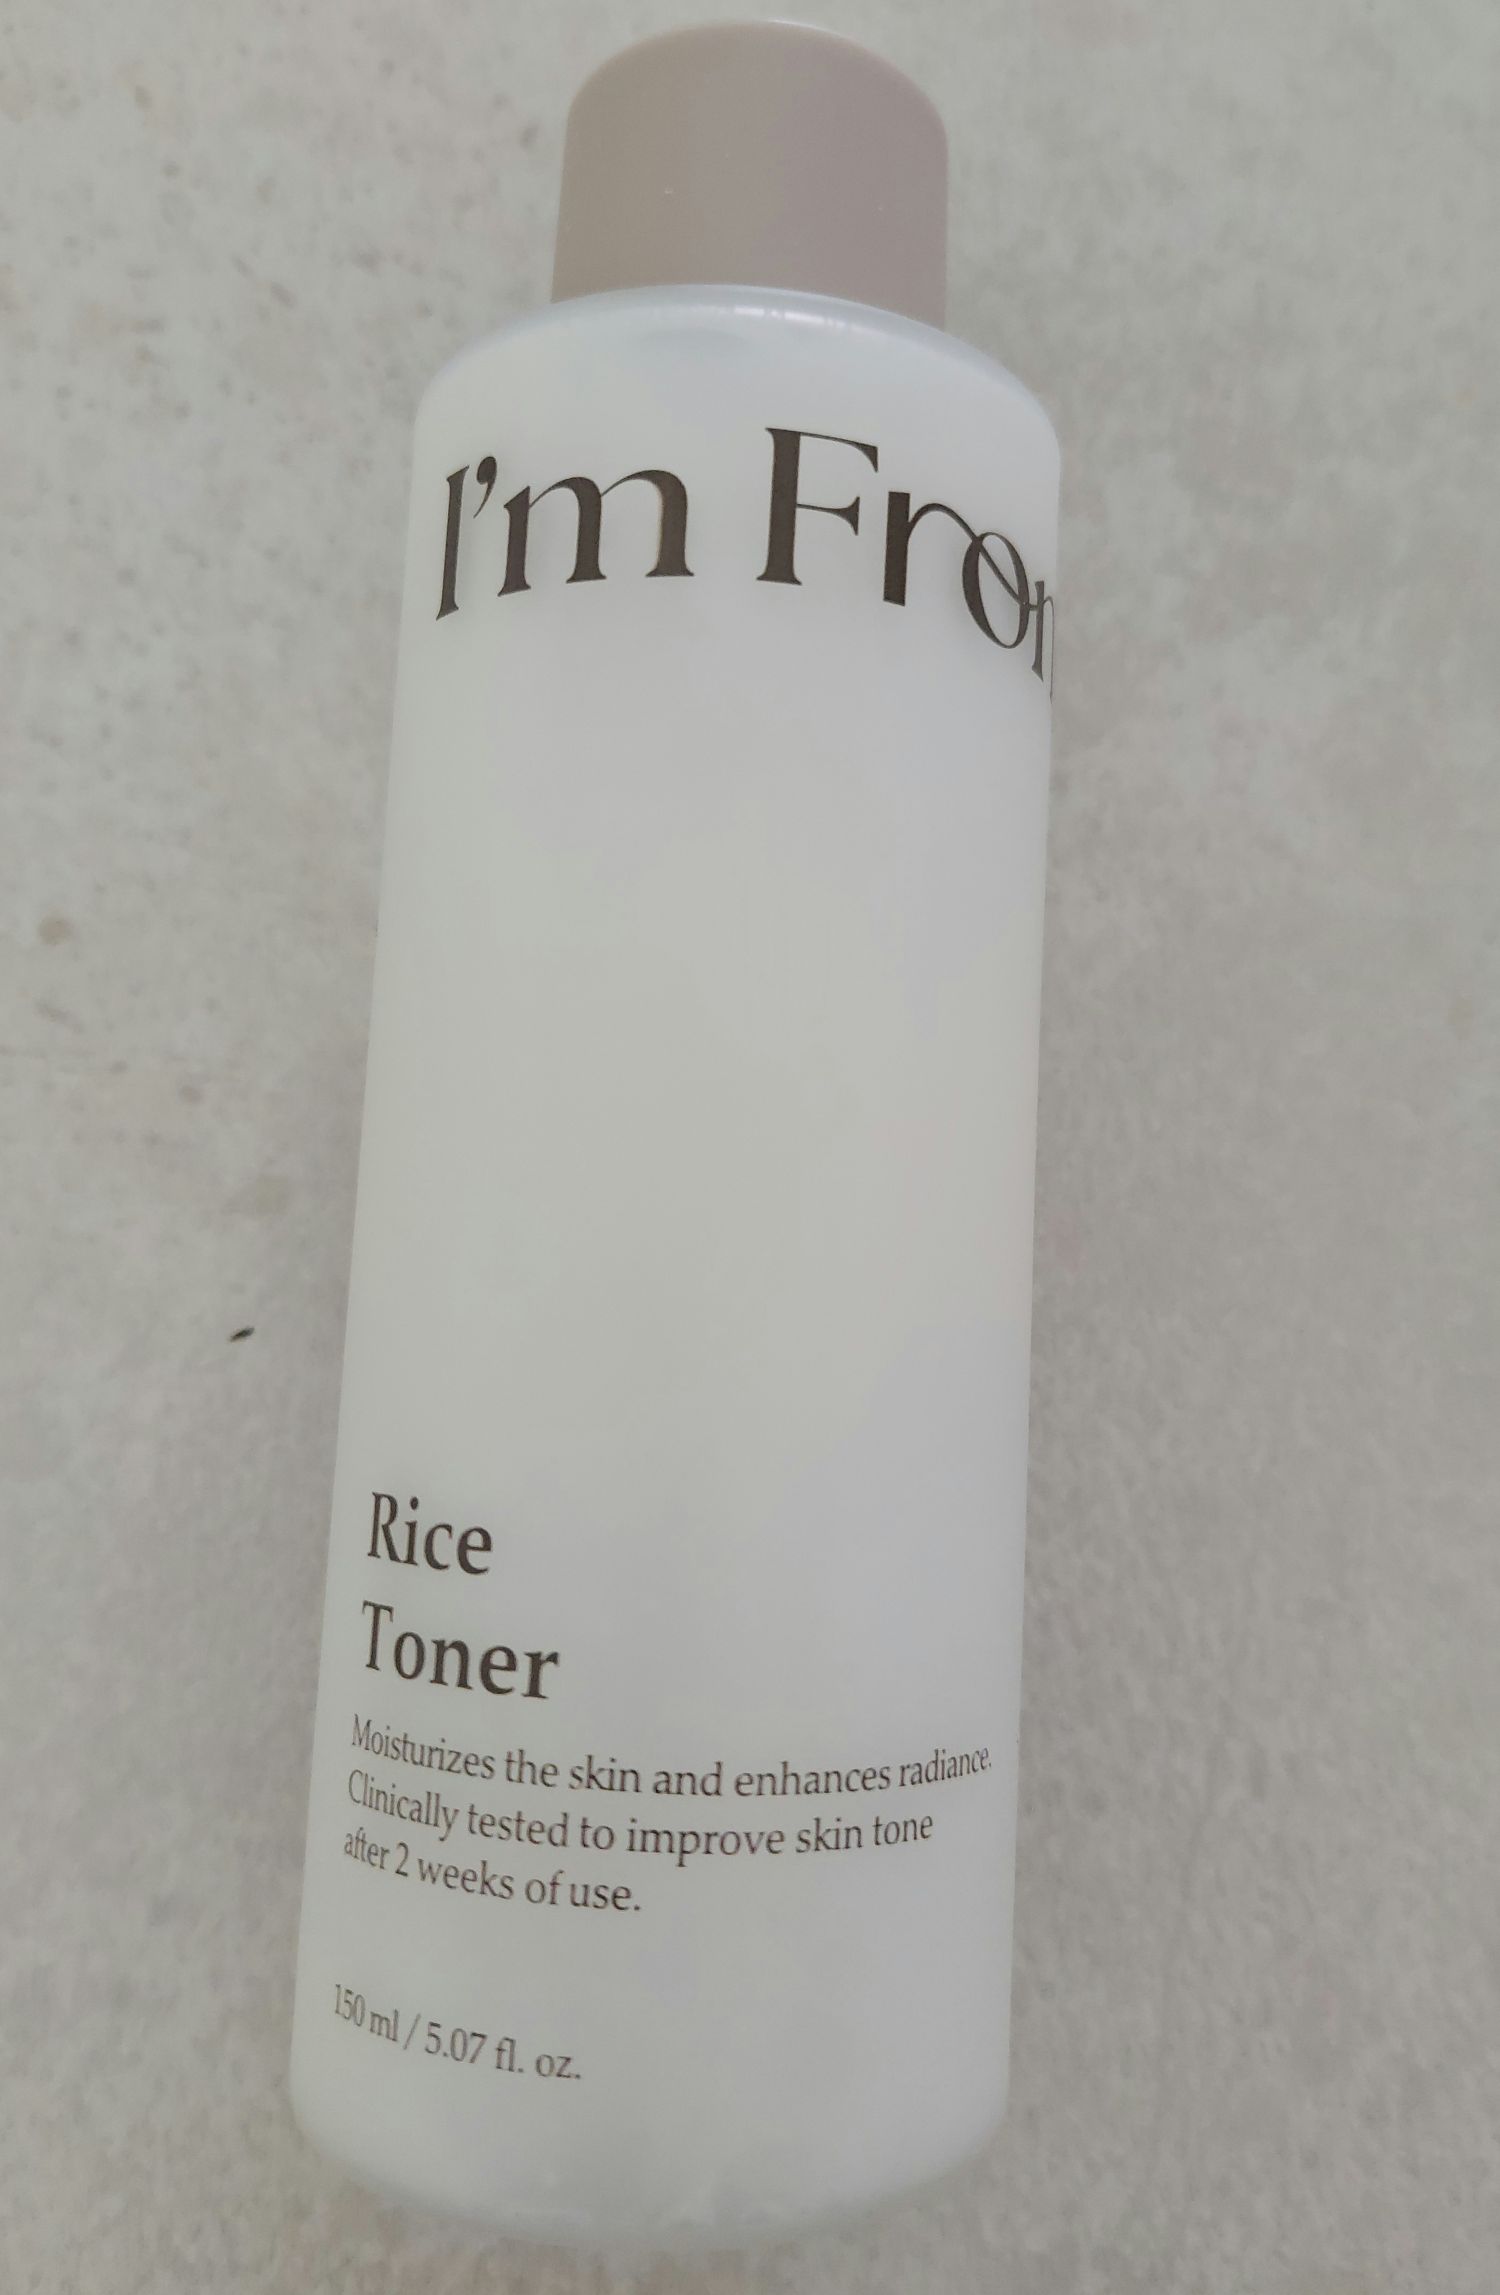 I'm From
Rice
Toner
Moisturizes the skin and enhances radiance.
Clinically tested to improve skin tone
after 2 weeks of use.
150 ml / 5.07 fl. oz.